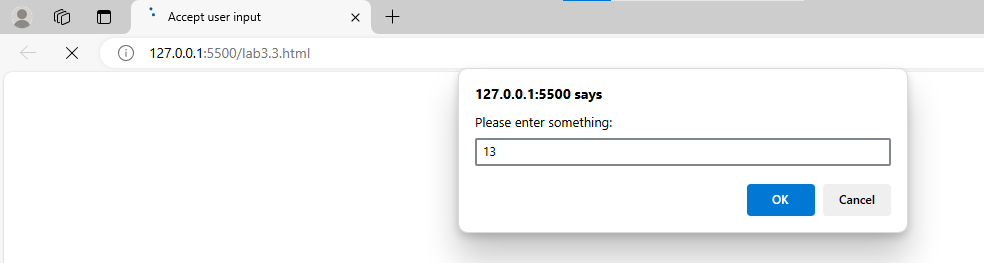 Accept user input
127.0.0.1:5500/lab3.3.html
127.0.0.1:5500 says
Please enter something:
13
OK
Cancel